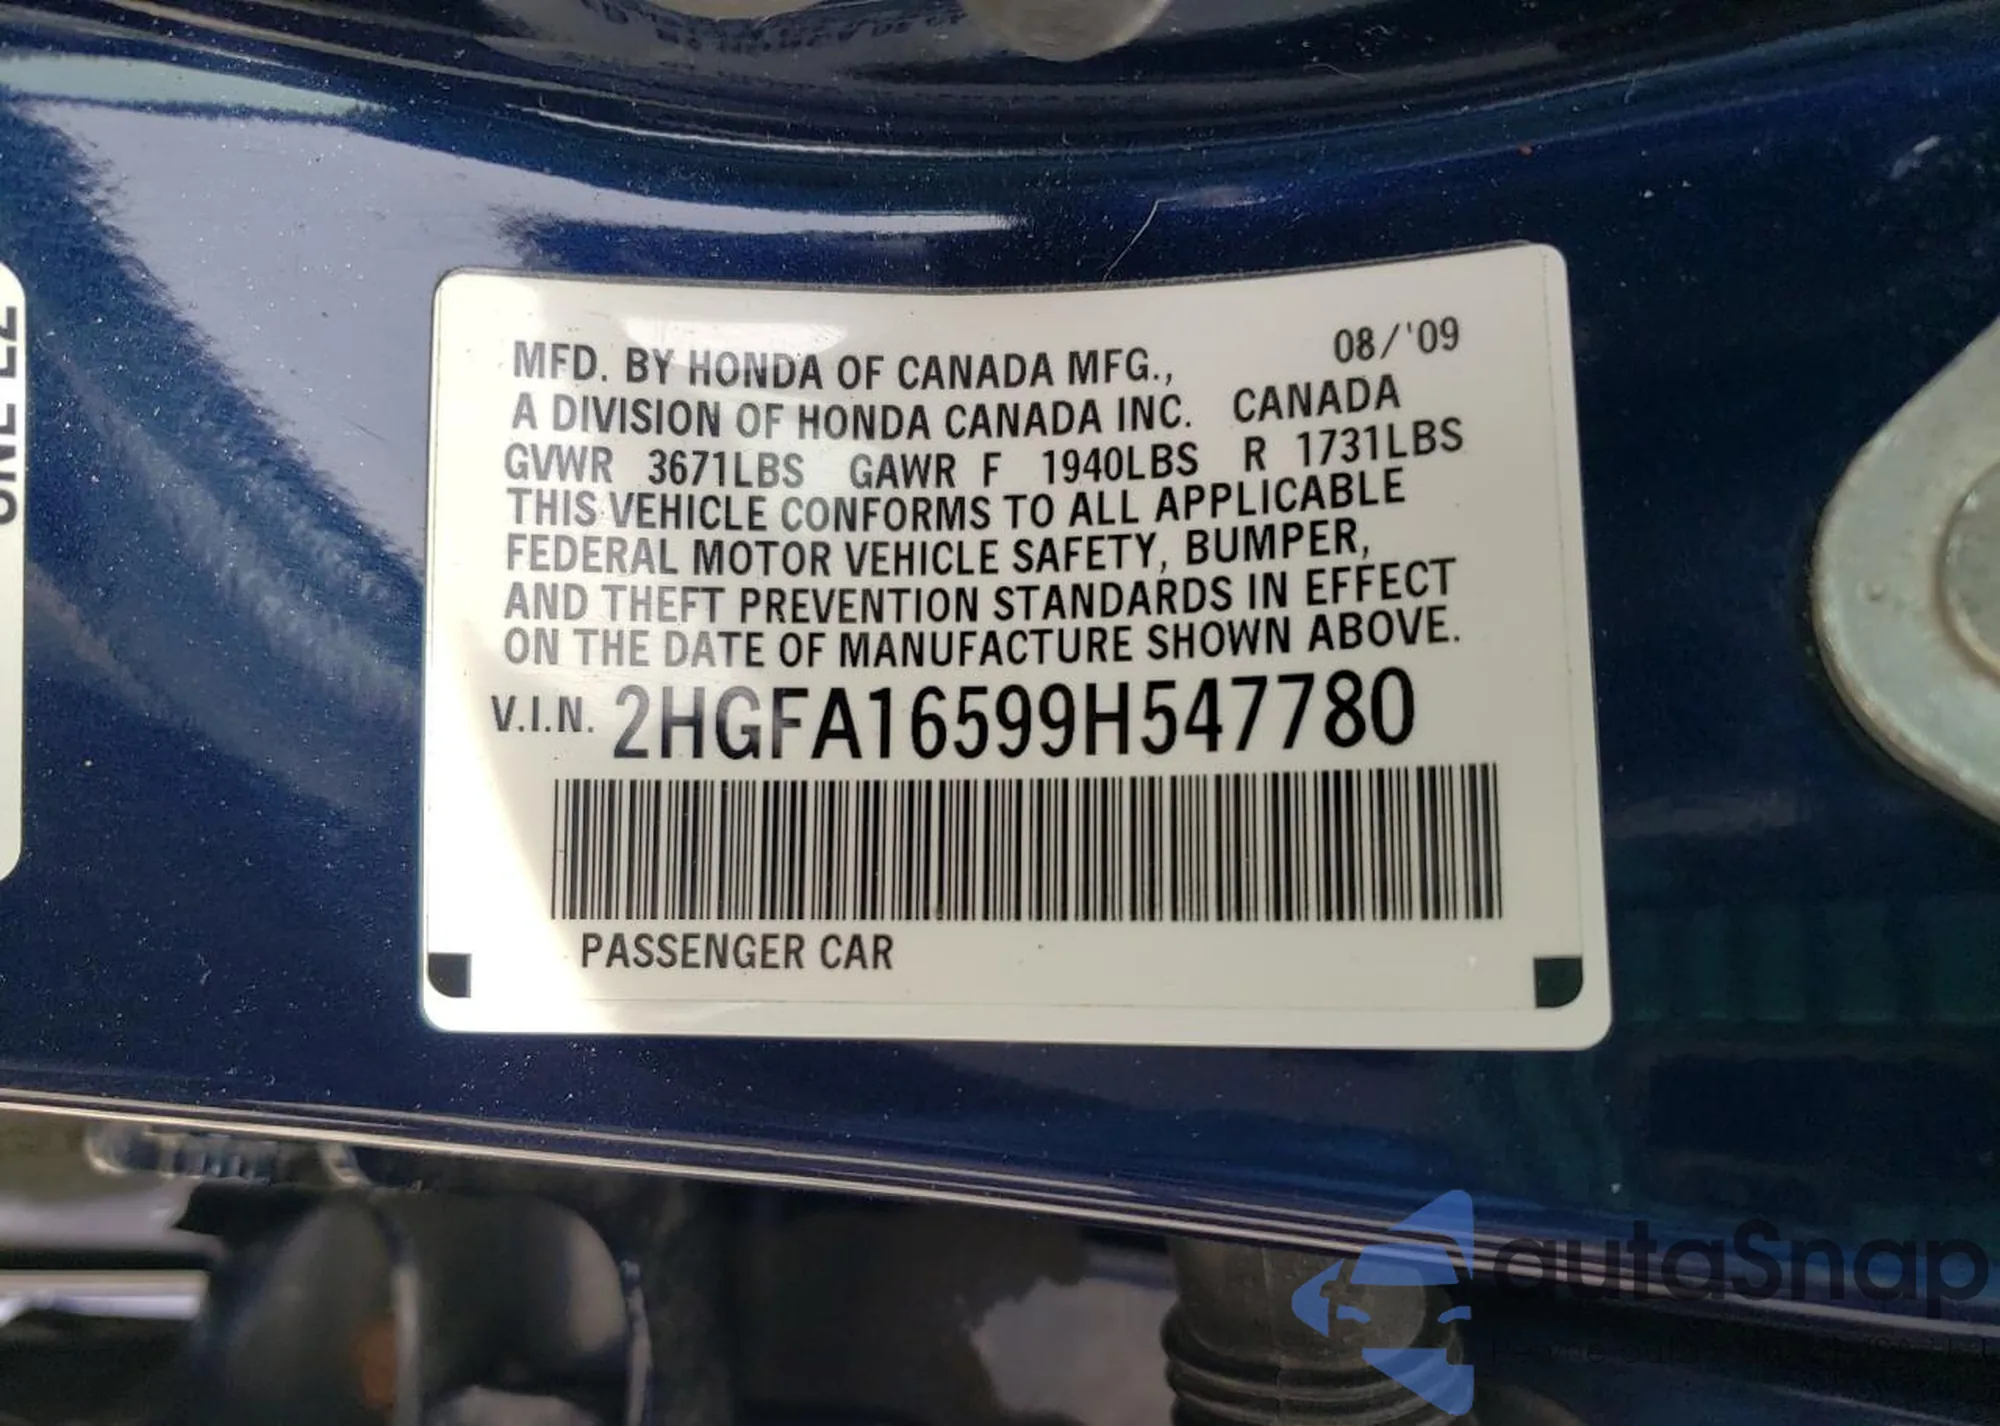 MFD. BY HONDA OF CANADA MFG., 08/'09
A DIVISION OF HONDA CANADA INC. CANADA
GVWR 3671LBS GAWR F 1940LBS R 1731LBS
THIS VEHICLE CONFORMS TO ALL APPLICABLE
FEDERAL MOTOR VEHICLE SAFETY, BUMPER,
AND THEFT PREVENTION STANDARDS IN EFFECT
ON THE DATE OF MANUFACTURE SHOWN ABOVE.
V.I.N. 2HGFA16599H547780
PASSENGER CAR
autaSnap